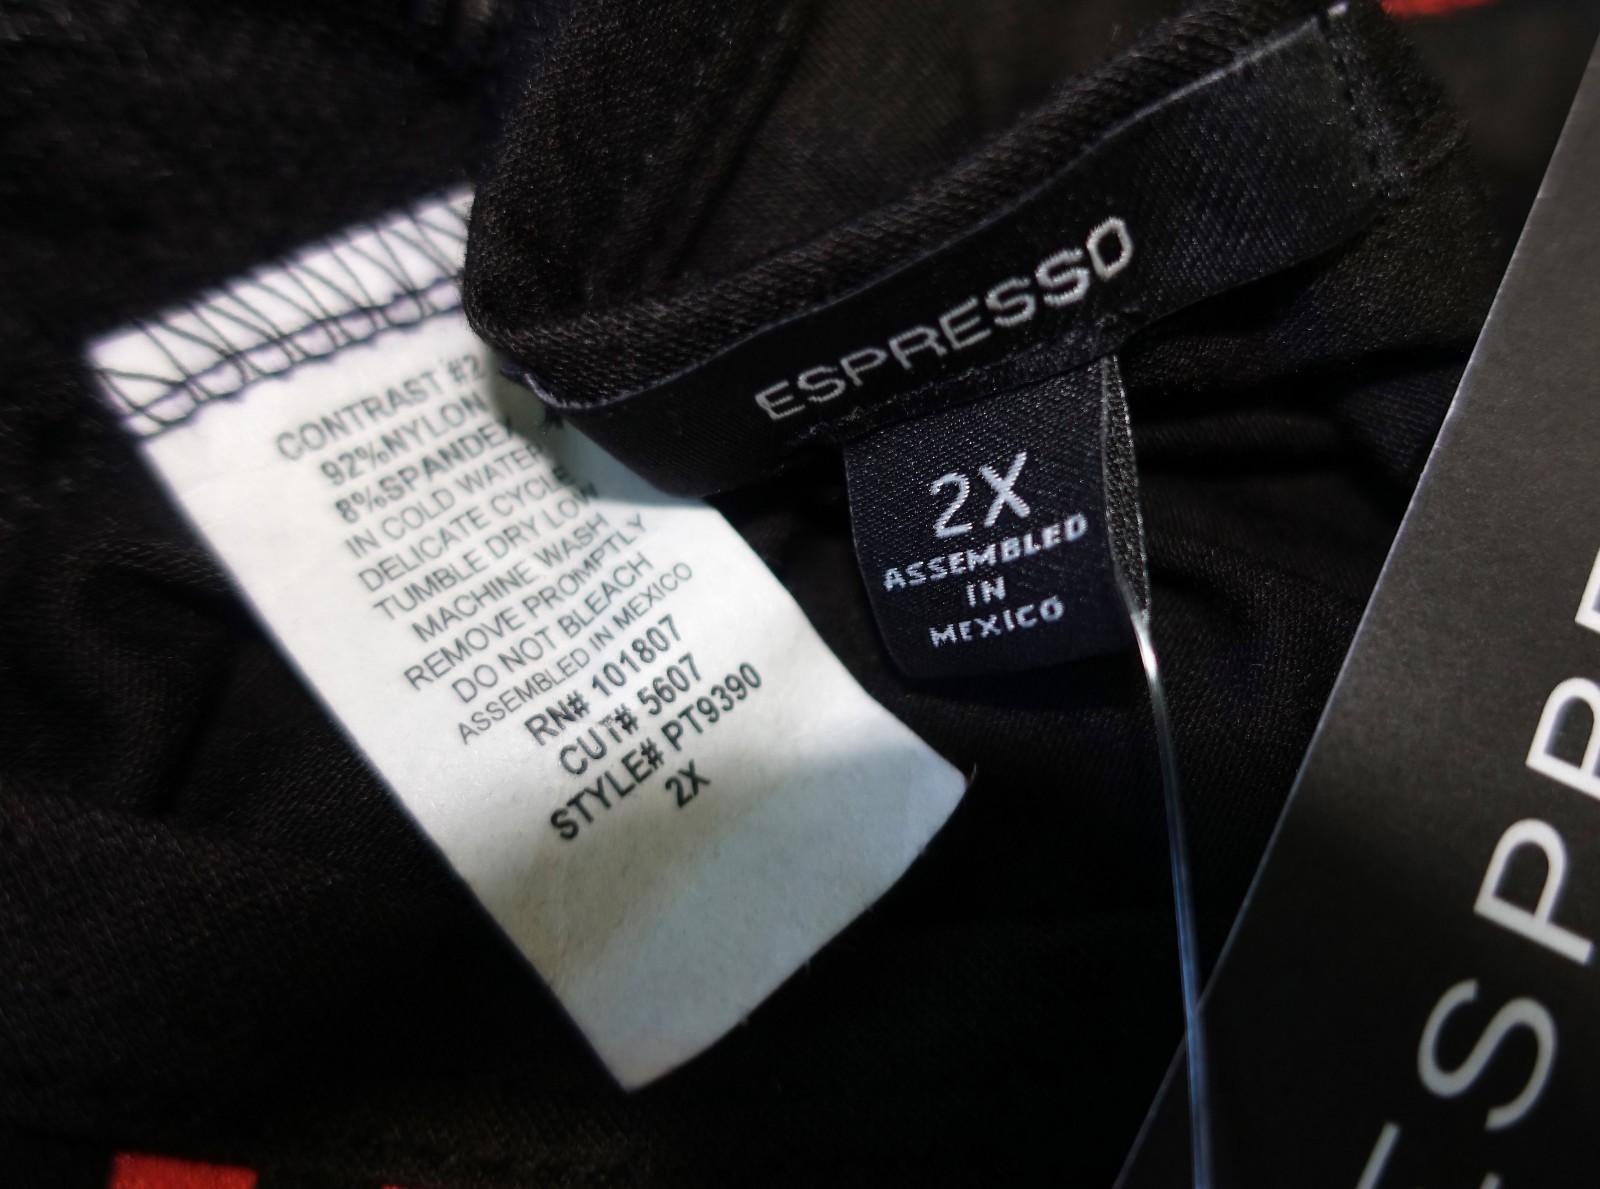 CONTRAST #2
92%NYLON
8%SPANDEX
IN COLD WATER
DELICATE CYCLE
TUMBLE DRY LOW
MACHINE WASH
REMOVE PROMPTLY
DO NOT BLEACH
ASSEMBLED IN MEXICO
RN# 101807
CUT# 5607
STYLE# PT9390
2X
ESPRESSO
2X
ASSEMBLED
IN
MEXICO
ESPR